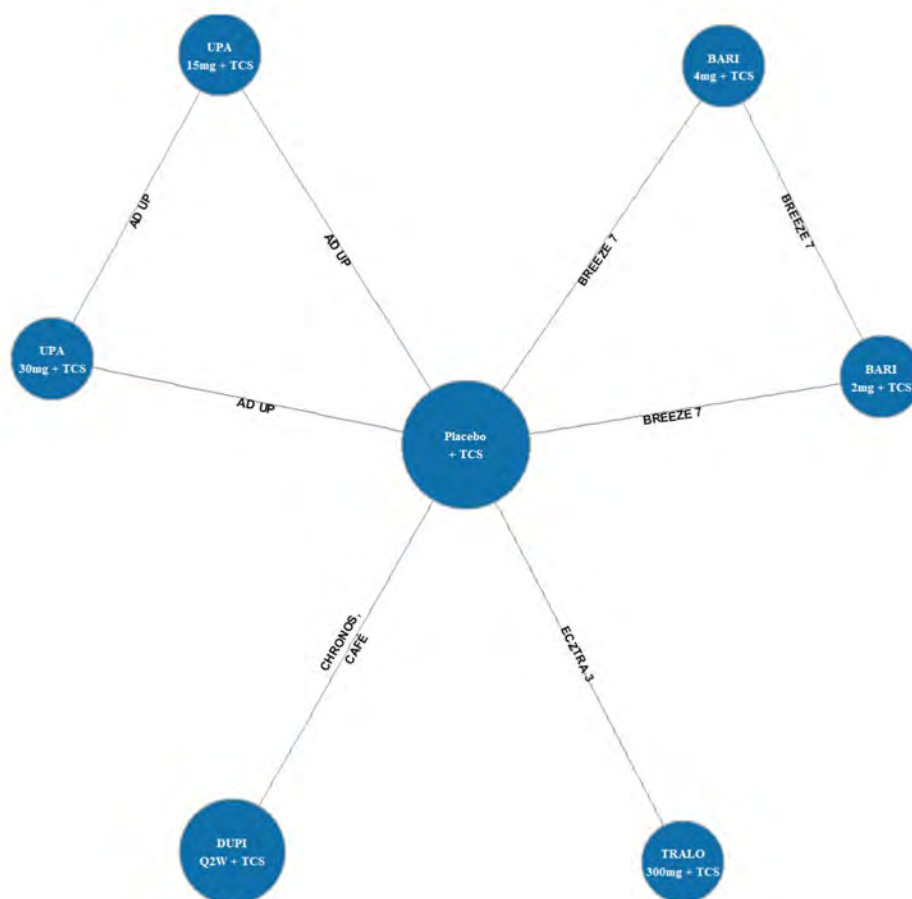 UPA
15mg + TCS
BARI
4mg + TCS
AD UP
AD UP
BREEZE 7
BREEZE 7
UPA
30mg + TCS
BARI
2mg + TCS
AD UP
BREEZE 7
Placebo
+ TCS
CHRONOS,
CAFÉ
ECZTRA 3
DUPI
Q2W + TCS
TRALO
300mg + TCS